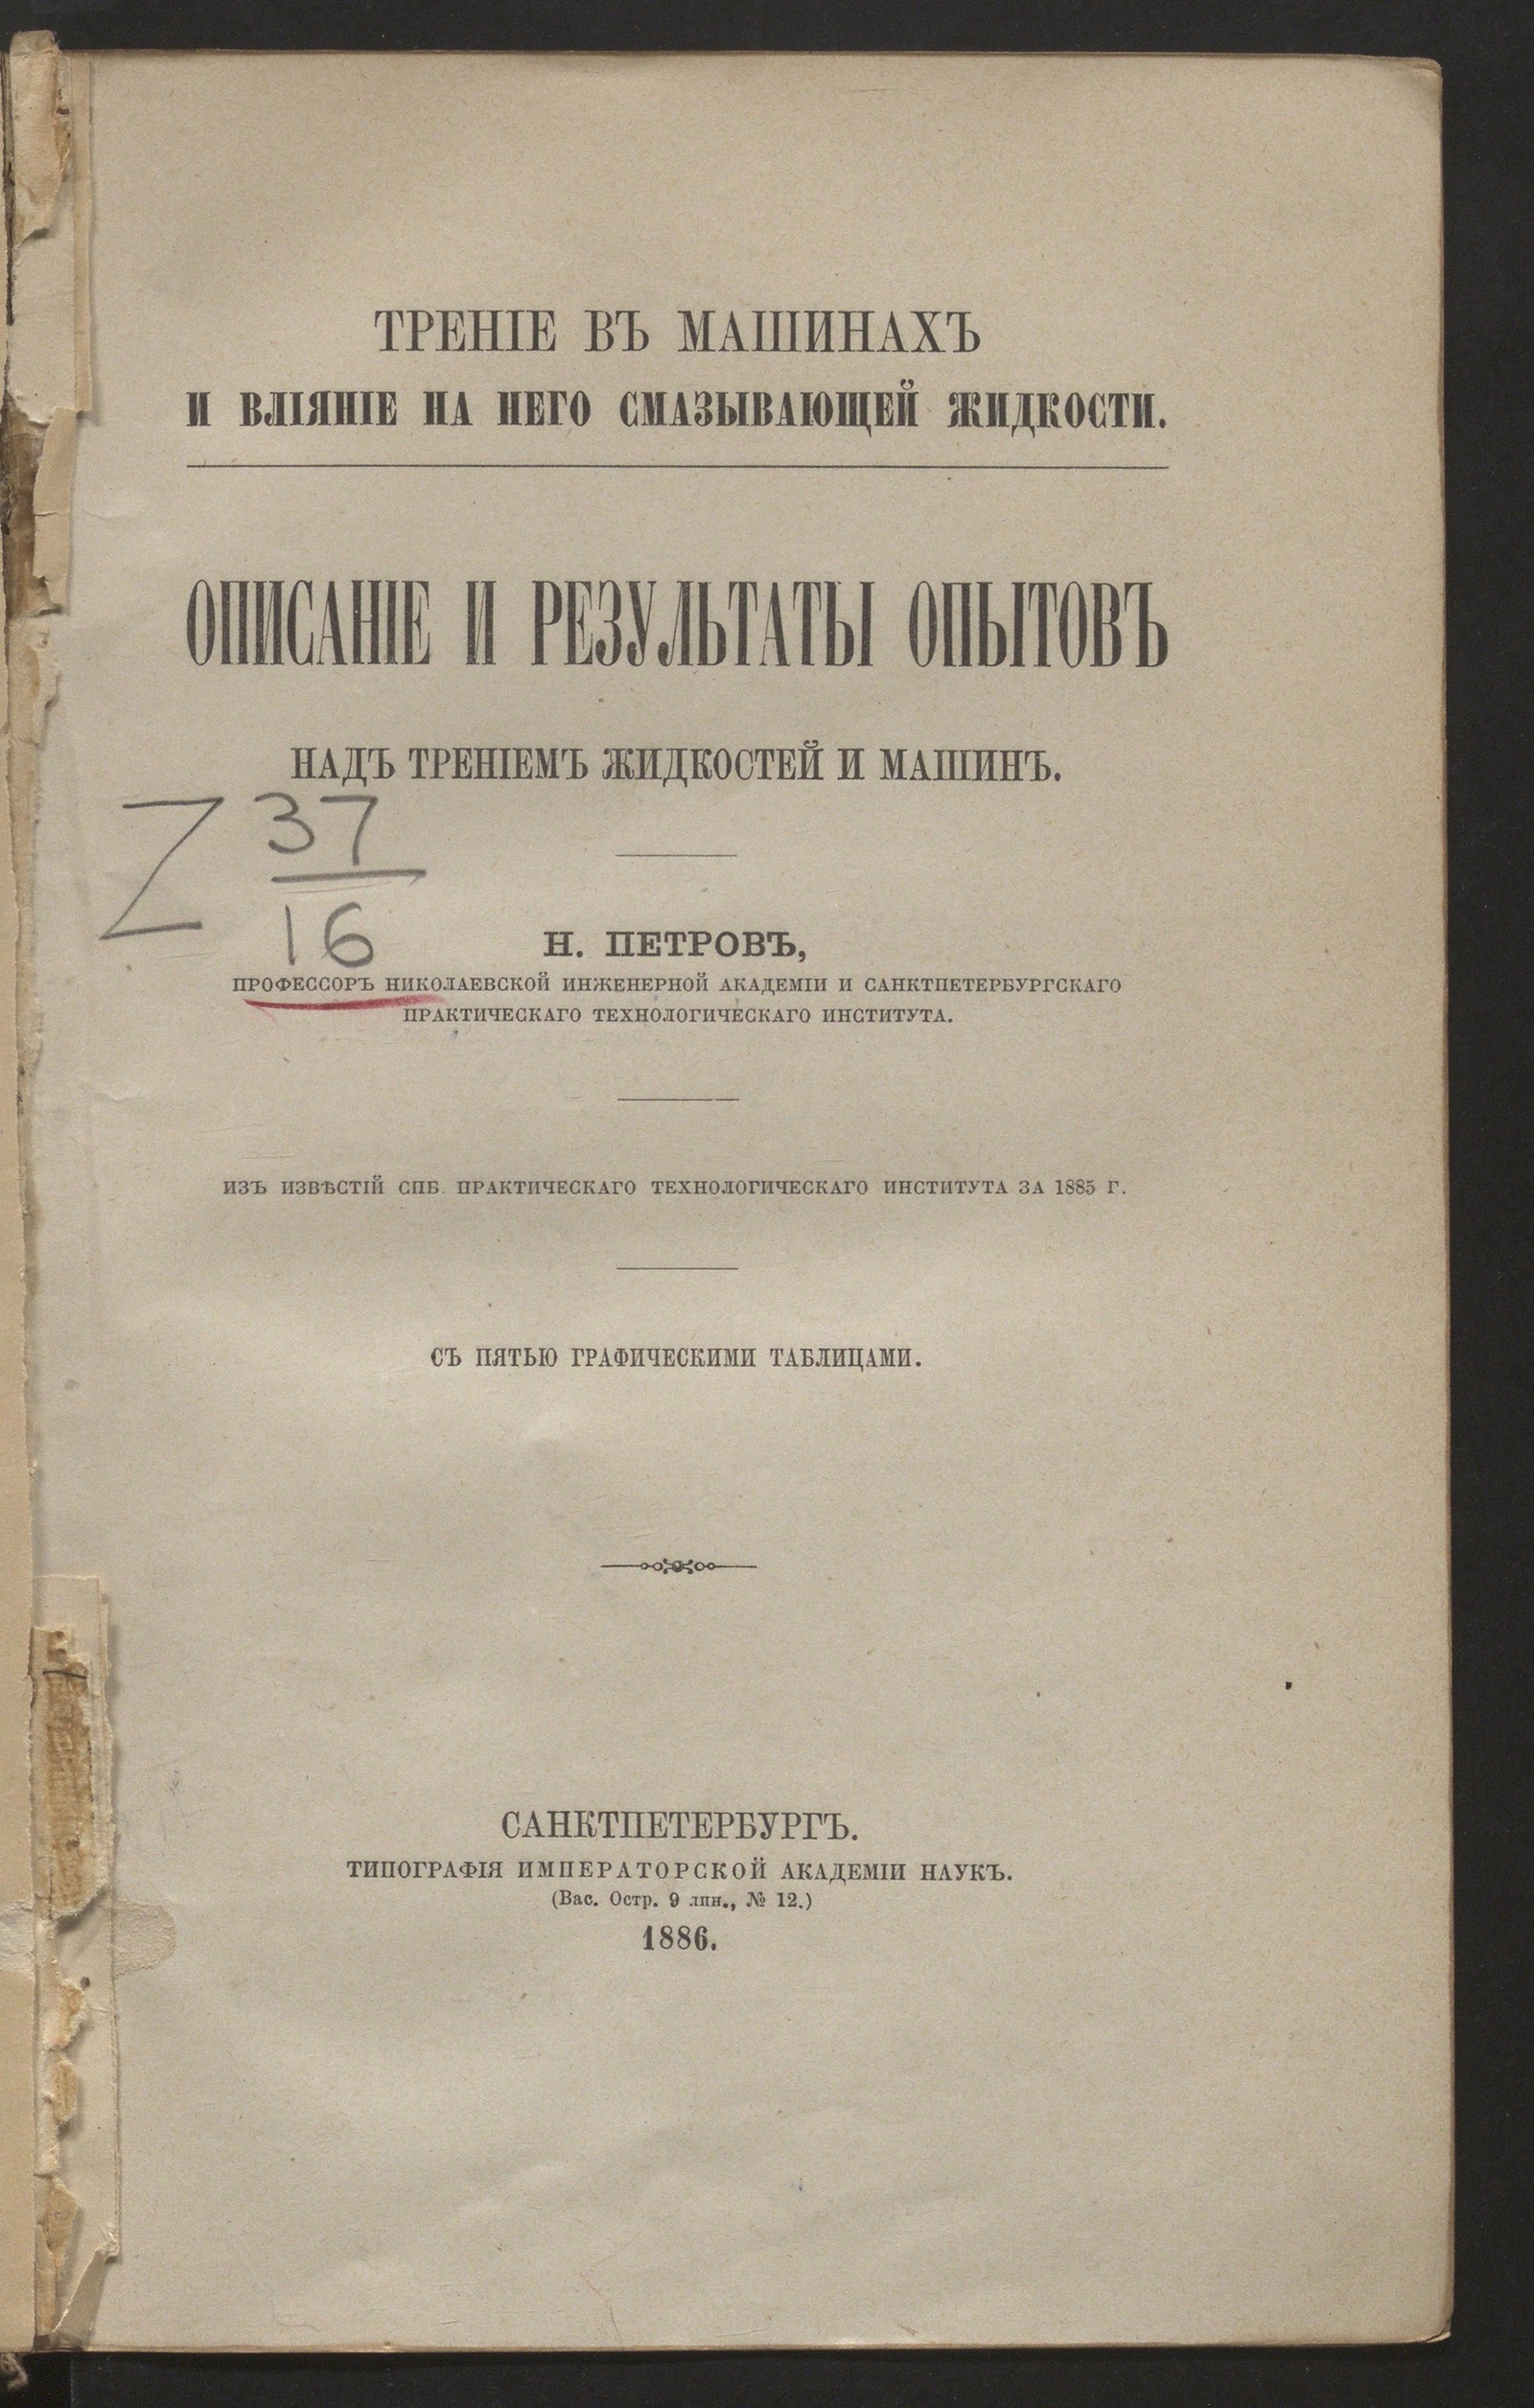 ТРЕНІЕ ВЪ МАШИНАХЪ
И ВЛІЯНІЕ НА НЕГО СМАЗЫВАЮЩЕЙ ЖИДКОСТИ.
ОПИСАНІЕ И РЕЗУЛЬТАТЫ ОПЫТОВЪ
НАДЪ ТРЕНІЕМЪ ЖИДКОСТЕЙ И МАШИНЪ.
Z 37
16
Н. ПЕТРОВЪ,
ПРОФЕССОРЪ НИКОЛАЕВСКОЙ ИНЖЕНЕРНОЙ АКАДЕМІИ И САНКТПЕТЕРБУРГСКАГО
ПРАКТИЧЕСКАГО ТЕХНОЛОГИЧЕСКАГО ИНСТИТУТА.
ИЗЪ ИЗВѢСТІЙ СПБ. ПРАКТИЧЕСКАГО ТЕХНОЛОГИЧЕСКАГО ИНСТИТУТА ЗА 1885 Г.
СЪ ПЯТЬЮ ГРАФИЧЕСКИМИ ТАБЛИЦАМИ.
САНКТПЕТЕРБУРГЪ.
ТИПОГРАФІЯ ИМПЕРАТОРСКОЙ АКАДЕМІИ НАУКЪ.
(Вас. Остр. 9 лин., № 12.)
1886.